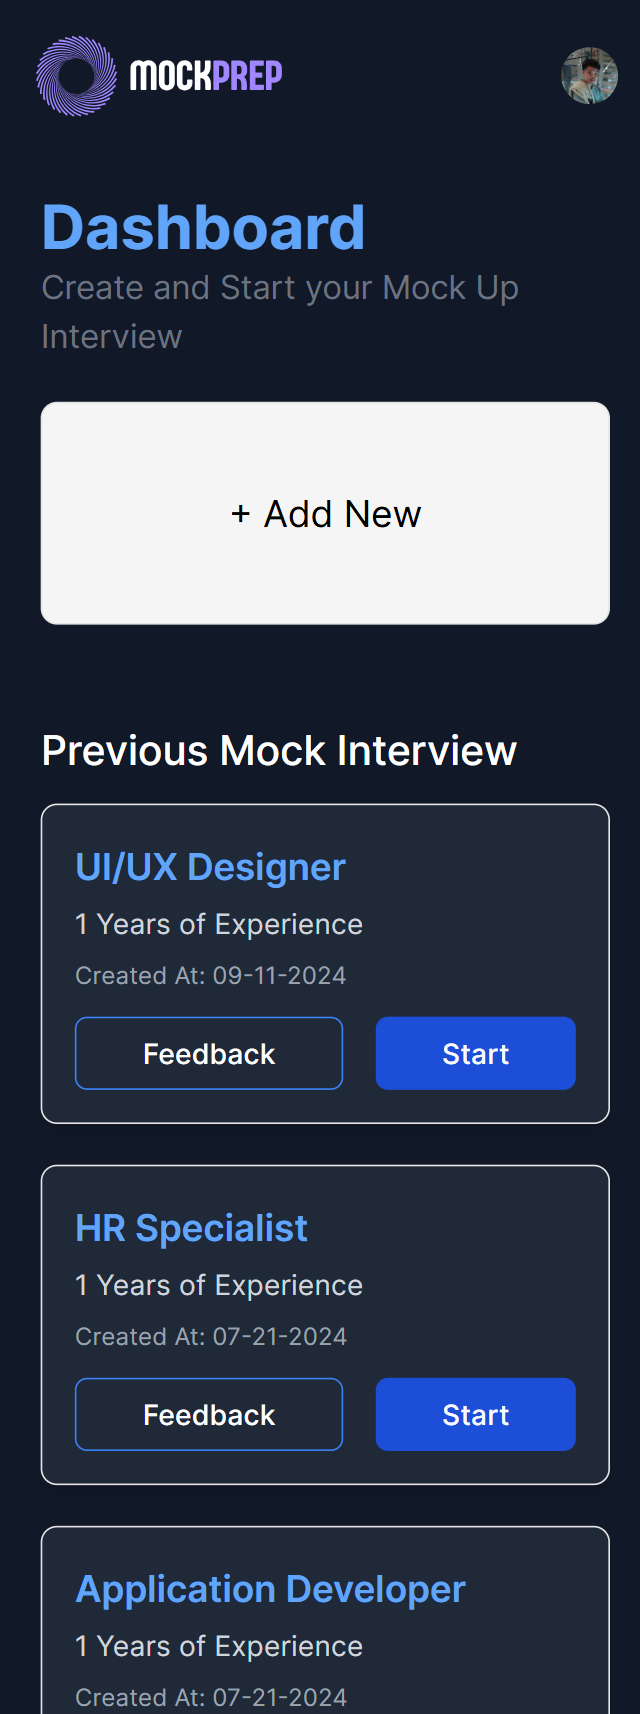 MOCKPREP
Dashboard
Create and Start your Mock Up
Interview
+ Add New
Previous Mock Interview
UI/UX Designer
1 Years of Experience
Created At: 09-11-2024
Feedback Start
HR Specialist
1 Years of Experience
Created At: 07-21-2024
Feedback Start
Application Developer
1 Years of Experience
Created At: 07-21-2024